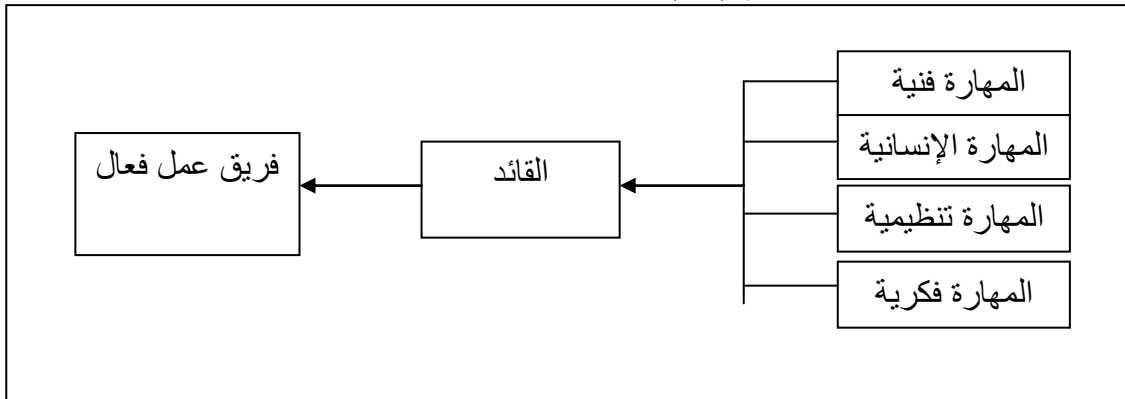 المهارة فنية
المهارة الإنسانية
المهارة تنظيمية
المهارة فكرية
القائد
فريق عمل فعال